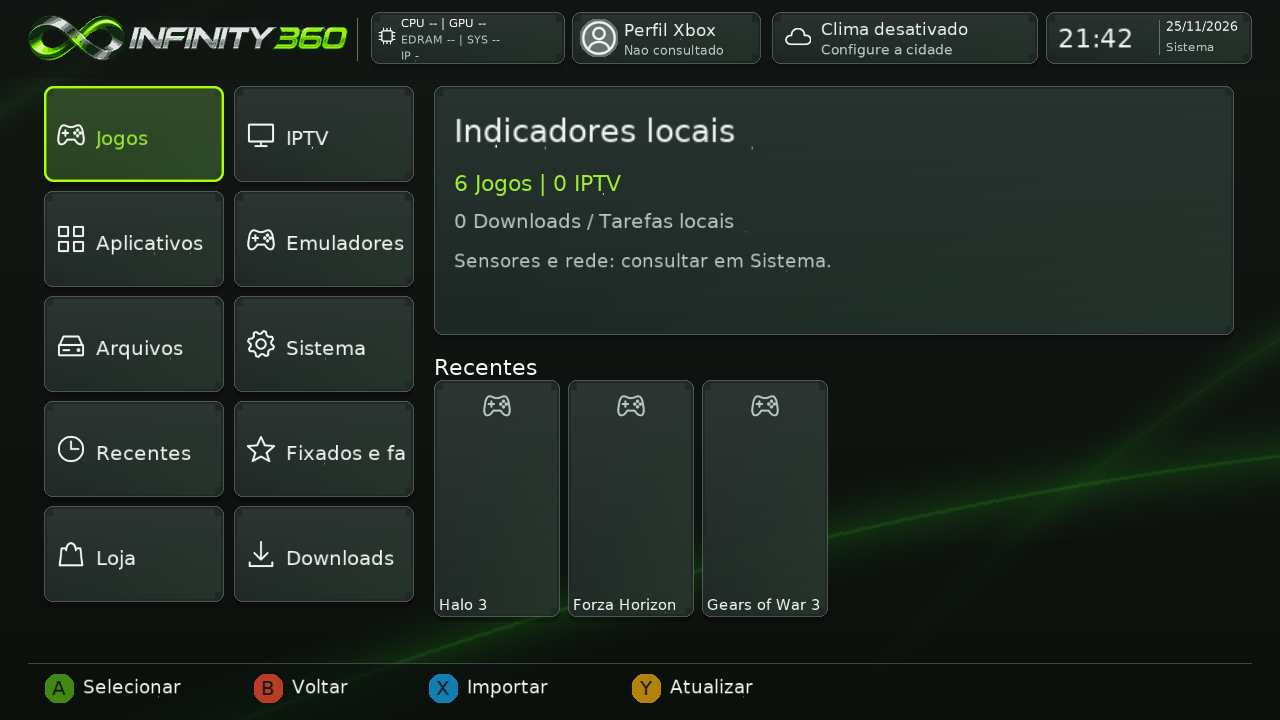 INFINITY 360
CPU -- | GPU --
EDRAM -- | SYS --
IP -
Perfil Xbox
Nao consultado
Clima desativado
Configure a cidade
21:42
25/11/2026
Sistema
Jogos
IPTV
Aplicativos
Emuladores
Arquivos
Sistema
Recentes
Fixados e fa
Loja
Downloads
Indicadores locais
6 Jogos | 0 IPTV
0 Downloads / Tarefas locais
Sensores e rede: consultar em Sistema.
Recentes
Halo 3
Forza Horizon
Gears of War 3
A Selecionar
B Voltar
X Importar
Y Atualizar